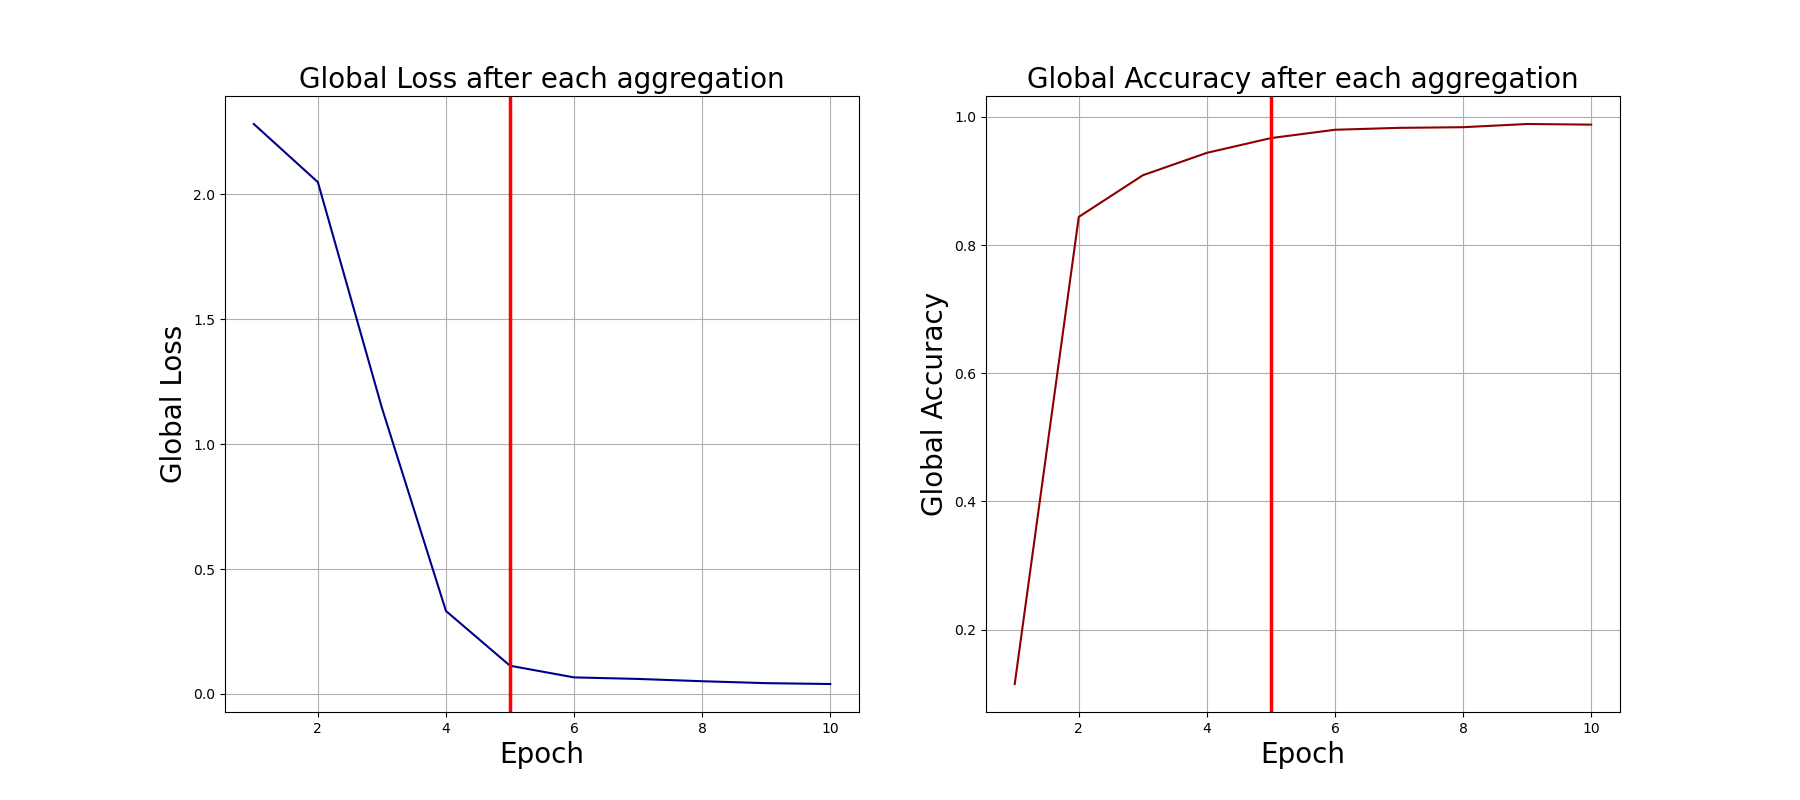 Global Loss after each aggregation
Global Loss
2.0
1.5
1.0
0.5
0.0
2 4 6 8 10
Epoch
Global Accuracy after each aggregation
Global Accuracy
1.0
0.8
0.6
0.4
0.2
2 4 6 8 10
Epoch